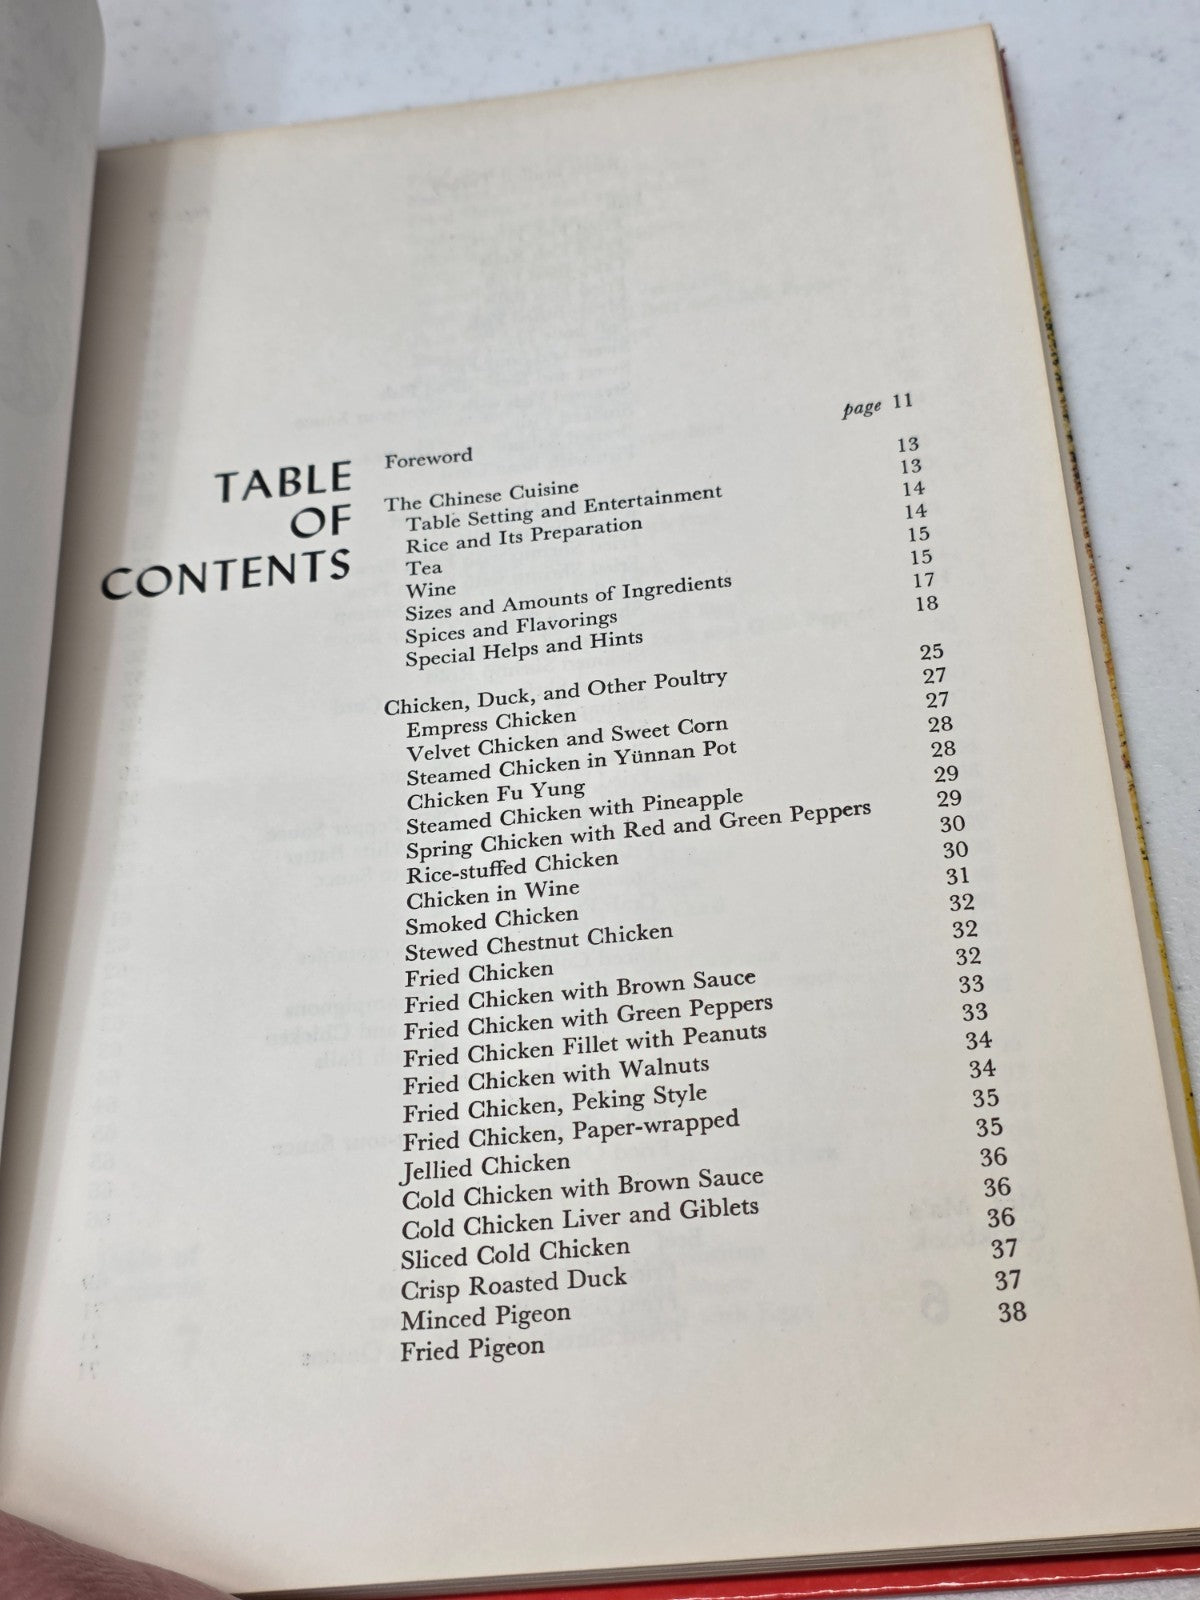 TABLE
OF
CONTENTS
Foreword page 11
The Chinese Cuisine 13
Table Setting and Entertainment 13
Rice and Its Preparation 14
Tea 14
Wine 15
Sizes and Amounts of Ingredients 15
Spices and Flavorings 17
Special Helps and Hints 18
Chicken, Duck, and Other Poultry 25
Empress Chicken 27
Velvet Chicken and Sweet Corn 27
Steamed Chicken in Yünnan Pot 28
Chicken Fu Yung 28
Steamed Chicken with Pineapple 29
Spring Chicken with Red and Green Peppers 29
Rice-stuffed Chicken 30
Chicken in Wine 30
Smoked Chicken 31
Stewed Chestnut Chicken 32
Fried Chicken 32
Fried Chicken with Brown Sauce 32
Fried Chicken with Green Peppers 33
Fried Chicken Fillet with Peanuts 33
Fried Chicken with Walnuts 34
Fried Chicken, Peking Style 34
Fried Chicken, Paper-wrapped 35
Jellied Chicken 35
Cold Chicken with Brown Sauce 36
Cold Chicken Liver and Giblets 36
Sliced Cold Chicken 36
Crisp Roasted Duck 37
Minced Pigeon 37
Fried Pigeon 38